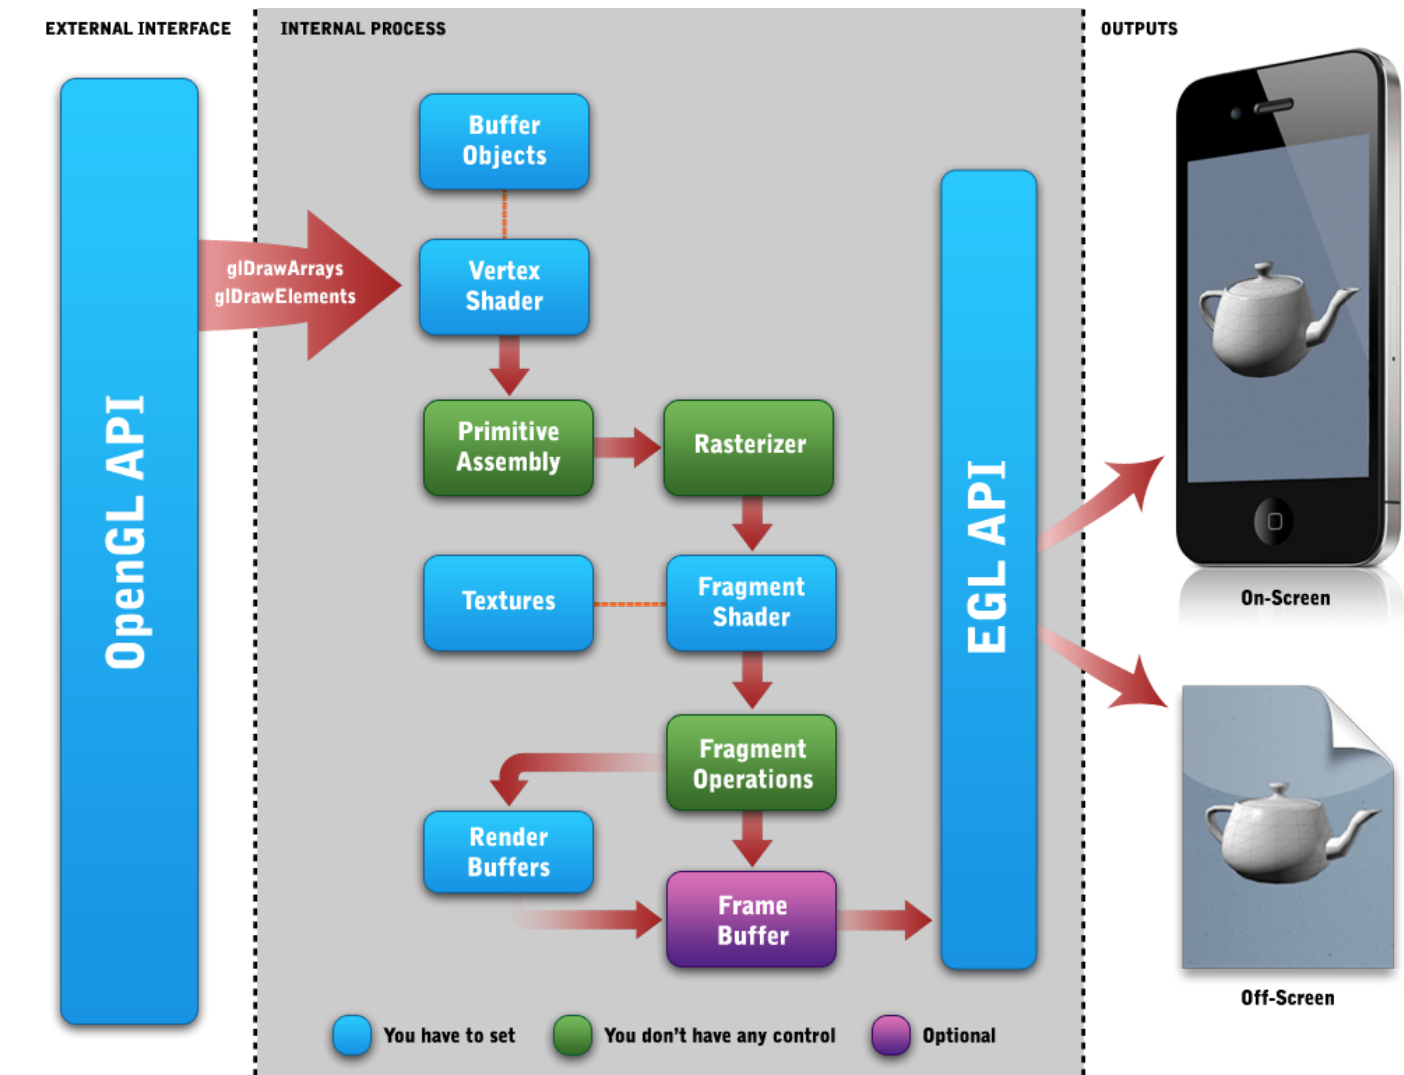 EXTERNAL INTERFACE
INTERNAL PROCESS
OUTPUTS
OpenGL API
glDrawArrays
glDrawElements
Buffer
Objects
Vertex
Shader
Primitive
Assembly
Rasterizer
Textures
Fragment
Shader
Fragment
Operations
Render
Buffers
Frame
Buffer
EGL API
On-Screen
Off-Screen
You have to set
You don't have any control
Optional